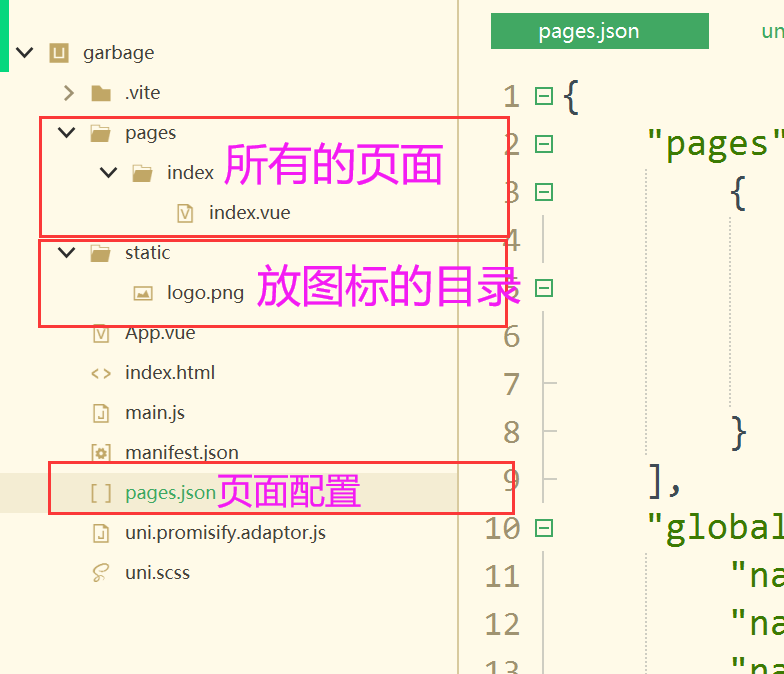 garbage
.vite
pages
index 所有的页面
index.vue
static
logo.png 放图标的目录
App.vue
index.html
main.js
manifest.json
pages.json 页面配置
uni.promisify.adaptor.js
uni.scss
pages.json
un
1 {
2 "pages"
3 {
4
5
6
7
8 }
9 ],
10 "global
11 "na
12 "na
13 "na